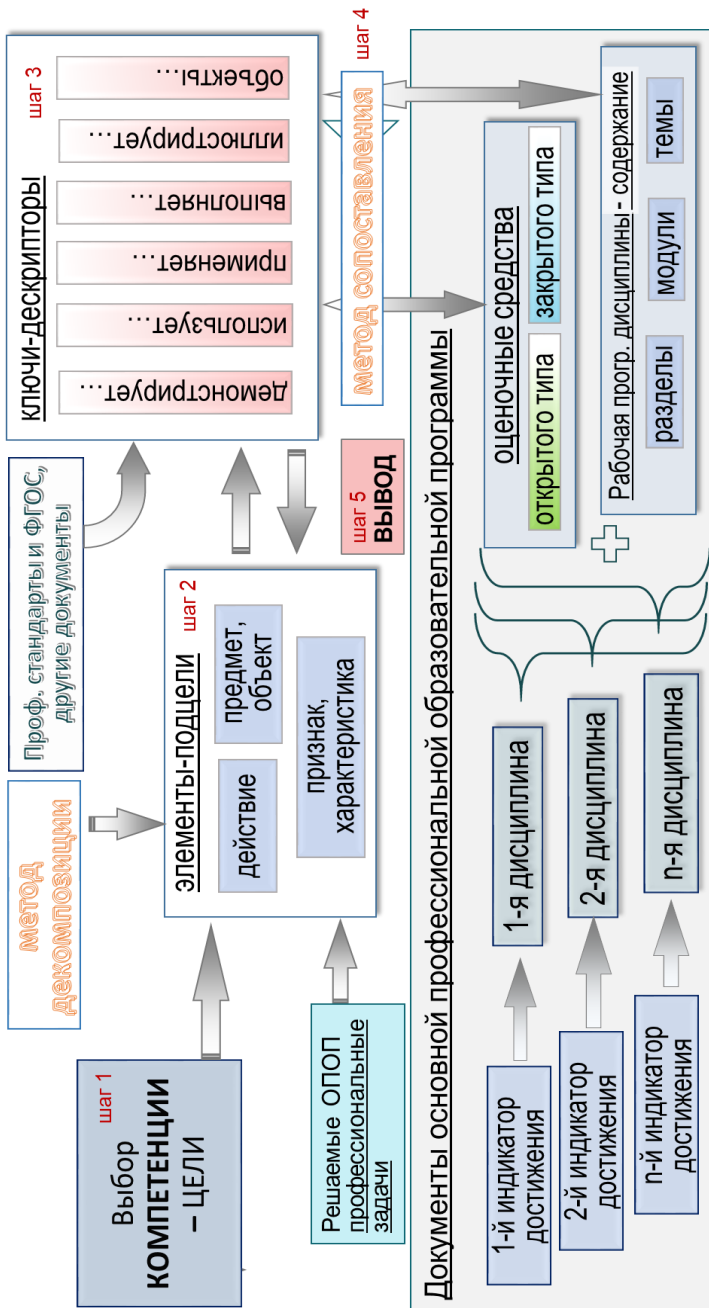 шаг 1
Выбор
КОМПЕТЕНЦИИ
– ЦЕЛИ
метод
декомпозиции
Проф. стандарты и ФГОС,
другие документы
Решаемые ОПОП
профессиональные
задачи
элементы-подцели
шаг 2
действие
предмет,
объект
признак,
характеристика
ключи-дескрипторы
шаг 3
демонстрирует…
использует…
применяет…
выполняет…
иллюстрирует…
объекты…
метод сопоставления
шаг 4
шаг 5
ВЫВОД
Документы основной профессиональной образовательной программы
1-й индикатор
достижения
2-й индикатор
достижения
n-й индикатор
достижения
1-я дисциплина
2-я дисциплина
n-я дисциплина
оценочные средства
открытого типа
закрытого типа
Рабочая прогр. дисциплины- содержание
разделы
модули
темы